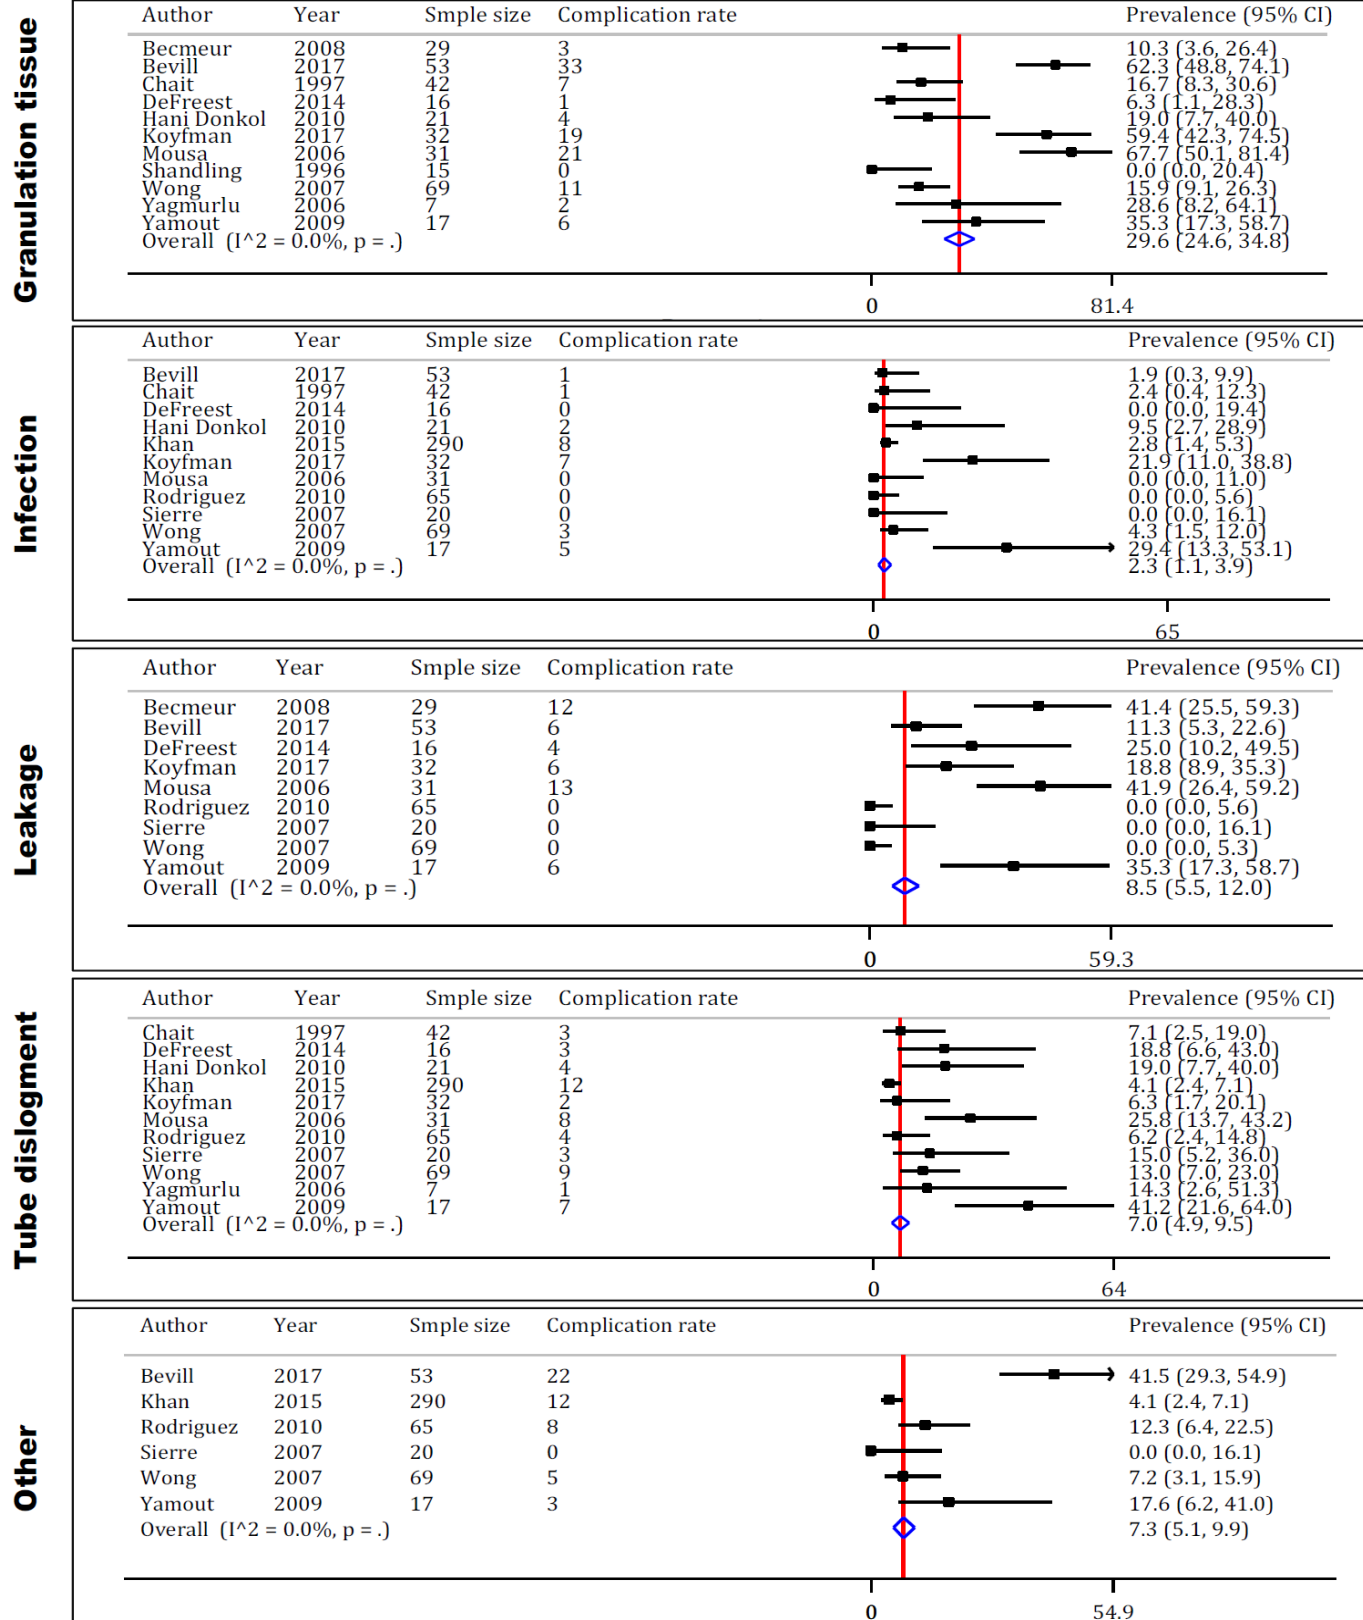 Granulation tissue
Author Year Smple size Complication rate Prevalence (95% CI)
Becmeur 2008 29 3 10.3 (3.6, 26.4)
Bevill 2017 53 33 62.3 (48.8, 74.1)
Chait 1997 42 7 16.7 (8.3, 30.6)
DeFreest 2014 16 1 6.3 (1.1, 28.3)
Hani Donkol 2010 21 4 19.0 (7.7, 40.0)
Koyfman 2017 32 19 59.4 (42.3, 74.5)
Mousa 2006 31 21 67.7 (50.1, 81.4)
Shandling 1996 15 0 0.0 (0.0, 20.4)
Wong 2007 69 11 15.9 (9.1, 26.3)
Yagmurlu 2006 7 2 28.6 (8.2, 64.1)
Yamout 2009 17 6 35.3 (17.3, 58.7)
Overall (I^2 = 0.0%, p = .) 29.6 (24.6, 34.8)
0 81.4
Infection
Author Year Smple size Complication rate Prevalence (95% CI)
Bevill 2017 53 1 1.9 (0.3, 9.9)
Chait 1997 42 1 2.4 (0.4, 12.3)
DeFreest 2014 16 0 0.0 (0.0, 19.4)
Hani Donkol 2010 21 2 9.5 (2.7, 28.9)
Khan 2015 290 8 2.8 (1.4, 5.3)
Koyfman 2017 32 7 21.9 (11.0, 38.8)
Mousa 2006 31 0 0.0 (0.0, 11.0)
Rodriguez 2010 65 0 0.0 (0.0, 5.6)
Sierre 2007 20 0 0.0 (0.0, 16.1)
Wong 2007 69 3 4.3 (1.5, 12.0)
Yamout 2009 17 5 29.4 (13.3, 53.1)
Overall (I^2 = 0.0%, p = .) 2.3 (1.1, 3.9)
0 65
Leakage
Author Year Smple size Complication rate Prevalence (95% CI)
Becmeur 2008 29 12 41.4 (25.5, 59.3)
Bevill 2017 53 6 11.3 (5.3, 22.6)
DeFreest 2014 16 4 25.0 (10.2, 49.5)
Koyfman 2017 32 6 18.8 (8.9, 35.3)
Mousa 2006 31 13 41.9 (26.4, 59.2)
Rodriguez 2010 65 0 0.0 (0.0, 5.6)
Sierre 2007 20 0 0.0 (0.0, 16.1)
Wong 2007 69 0 0.0 (0.0, 5.3)
Yamout 2009 17 6 35.3 (17.3, 58.7)
Overall (I^2 = 0.0%, p = .) 8.5 (5.5, 12.0)
0 59.3
Tube dislogment
Author Year Smple size Complication rate Prevalence (95% CI)
Chait 1997 42 3 7.1 (2.5, 19.0)
DeFreest 2014 16 3 18.8 (6.6, 43.0)
Hani Donkol 2010 21 4 19.0 (7.7, 40.0)
Khan 2015 290 12 4.1 (2.4, 7.1)
Koyfman 2017 32 2 6.3 (1.7, 20.1)
Mousa 2006 31 8 25.8 (13.7, 43.2)
Rodriguez 2010 65 4 6.2 (2.4, 14.8)
Sierre 2007 20 3 15.0 (5.2, 36.0)
Wong 2007 69 9 13.0 (7.0, 23.0)
Yagmurlu 2006 7 1 14.3 (2.6, 51.3)
Yamout 2009 17 7 41.2 (21.6, 64.0)
Overall (I^2 = 0.0%, p = .) 7.0 (4.9, 9.5)
0 64
Other
Author Year Smple size Complication rate Prevalence (95% CI)
Bevill 2017 53 22 41.5 (29.3, 54.9)
Khan 2015 290 12 4.1 (2.4, 7.1)
Rodriguez 2010 65 8 12.3 (6.4, 22.5)
Sierre 2007 20 0 0.0 (0.0, 16.1)
Wong 2007 69 5 7.2 (3.1, 15.9)
Yamout 2009 17 3 17.6 (6.2, 41.0)
Overall (I^2 = 0.0%, p = .) 7.3 (5.1, 9.9)
0 54.9